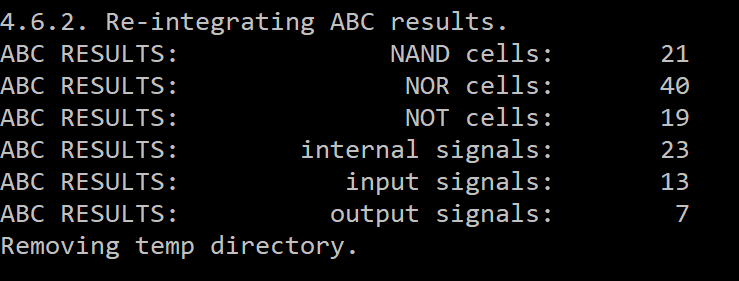 4.6.2. Re-integrating ABC results.
ABC RESULTS:              NAND cells:       21
ABC RESULTS:               NOR cells:       40
ABC RESULTS:               NOT cells:       19
ABC RESULTS:        internal signals:       23
ABC RESULTS:           input signals:       13
ABC RESULTS:          output signals:        7
Removing temp directory.